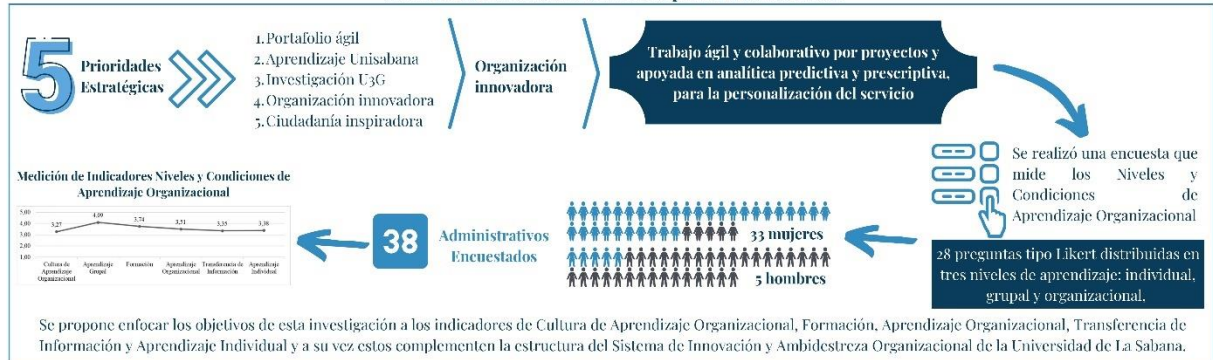 5
Prioridades
Estratégicas
1.Portafolio ágil
2.Aprendizaje Unisabana
3.Investigación U3G
4.Organización innovadora
5.Ciudadanía inspiradora
Organización
innovadora
Trabajo ágil y colaborativo por proyectos y
apoyada en analítica predictiva y prescriptiva,
para la personalización del servicio
Se realizó una encuesta que
mide los Niveles y
Condiciones de
Aprendizaje Organizacional
28 preguntas tipo Likert distribuidas en
tres niveles de aprendizaje: individual,
grupal y organizacional,
33 mujeres
5 hombres
38
Administrativos
Encuestados
Medición de Indicadores Niveles y Condiciones de
Aprendizaje Organizacional
5,00
4,00
3,00
2,00
1,00
3,27
3,74
3,51
3,35
3,38
Cultura de
Aprendizaje
Organizacional
Aprendizaje
Grupal
Formación
Aprendizaje
Organizacional
Transferencia de
Información
Aprendizaje
Individual
Se propone enfocar los objetivos de esta investigación a los indicadores de Cultura de Aprendizaje Organizacional, Formación, Aprendizaje Organizacional, Transferencia de
Información y Aprendizaje Individual y a su vez estos complementen la estructura del Sistema de Innovación y Ambidestreza Organizacional de la Universidad de La Sabana.